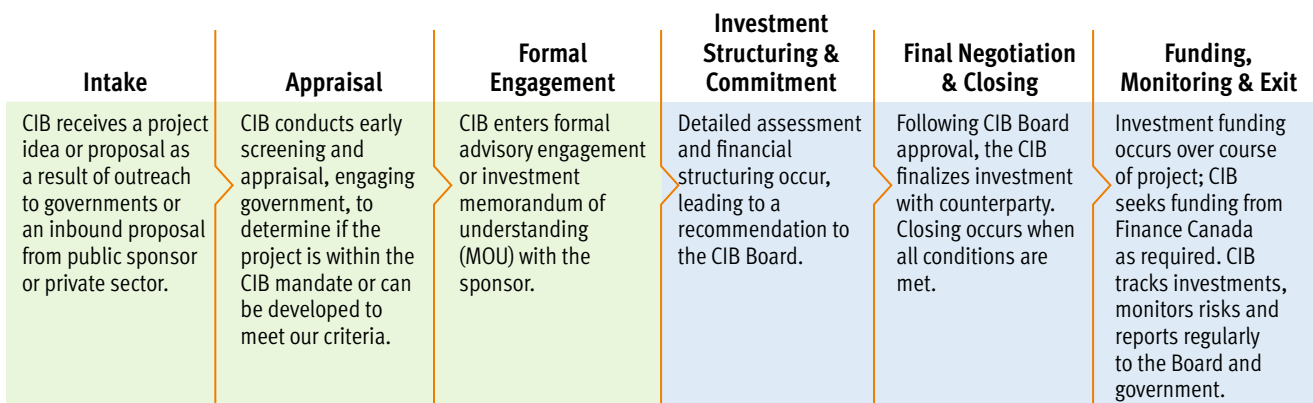 Intake
CIB receives a project
idea or proposal as
a result of outreach
to governments or
an inbound proposal
from public sponsor
or private sector.
Appraisal
CIB conducts early
screening and
appraisal, engaging
government, to
determine if the
project is within the
CIB mandate or can
be developed to
meet our criteria.
Formal
Engagement
CIB enters formal
advisory engagement
or investment
memorandum of
understanding
(MOU) with the
sponsor.
Investment
Structuring &
Commitment
Detailed assessment
and financial
structuring occur,
leading to a
recommendation to
the CIB Board.
Final Negotiation
& Closing
Following CIB Board
approval, the CIB
finalizes investment
with counterparty.
Closing occurs when
all conditions are
met.
Funding,
Monitoring & Exit
Investment funding
occurs over course
of project; CIB
seeks funding from
Finance Canada
as required. CIB
tracks investments,
monitors risks and
reports regularly
to the Board and
government.